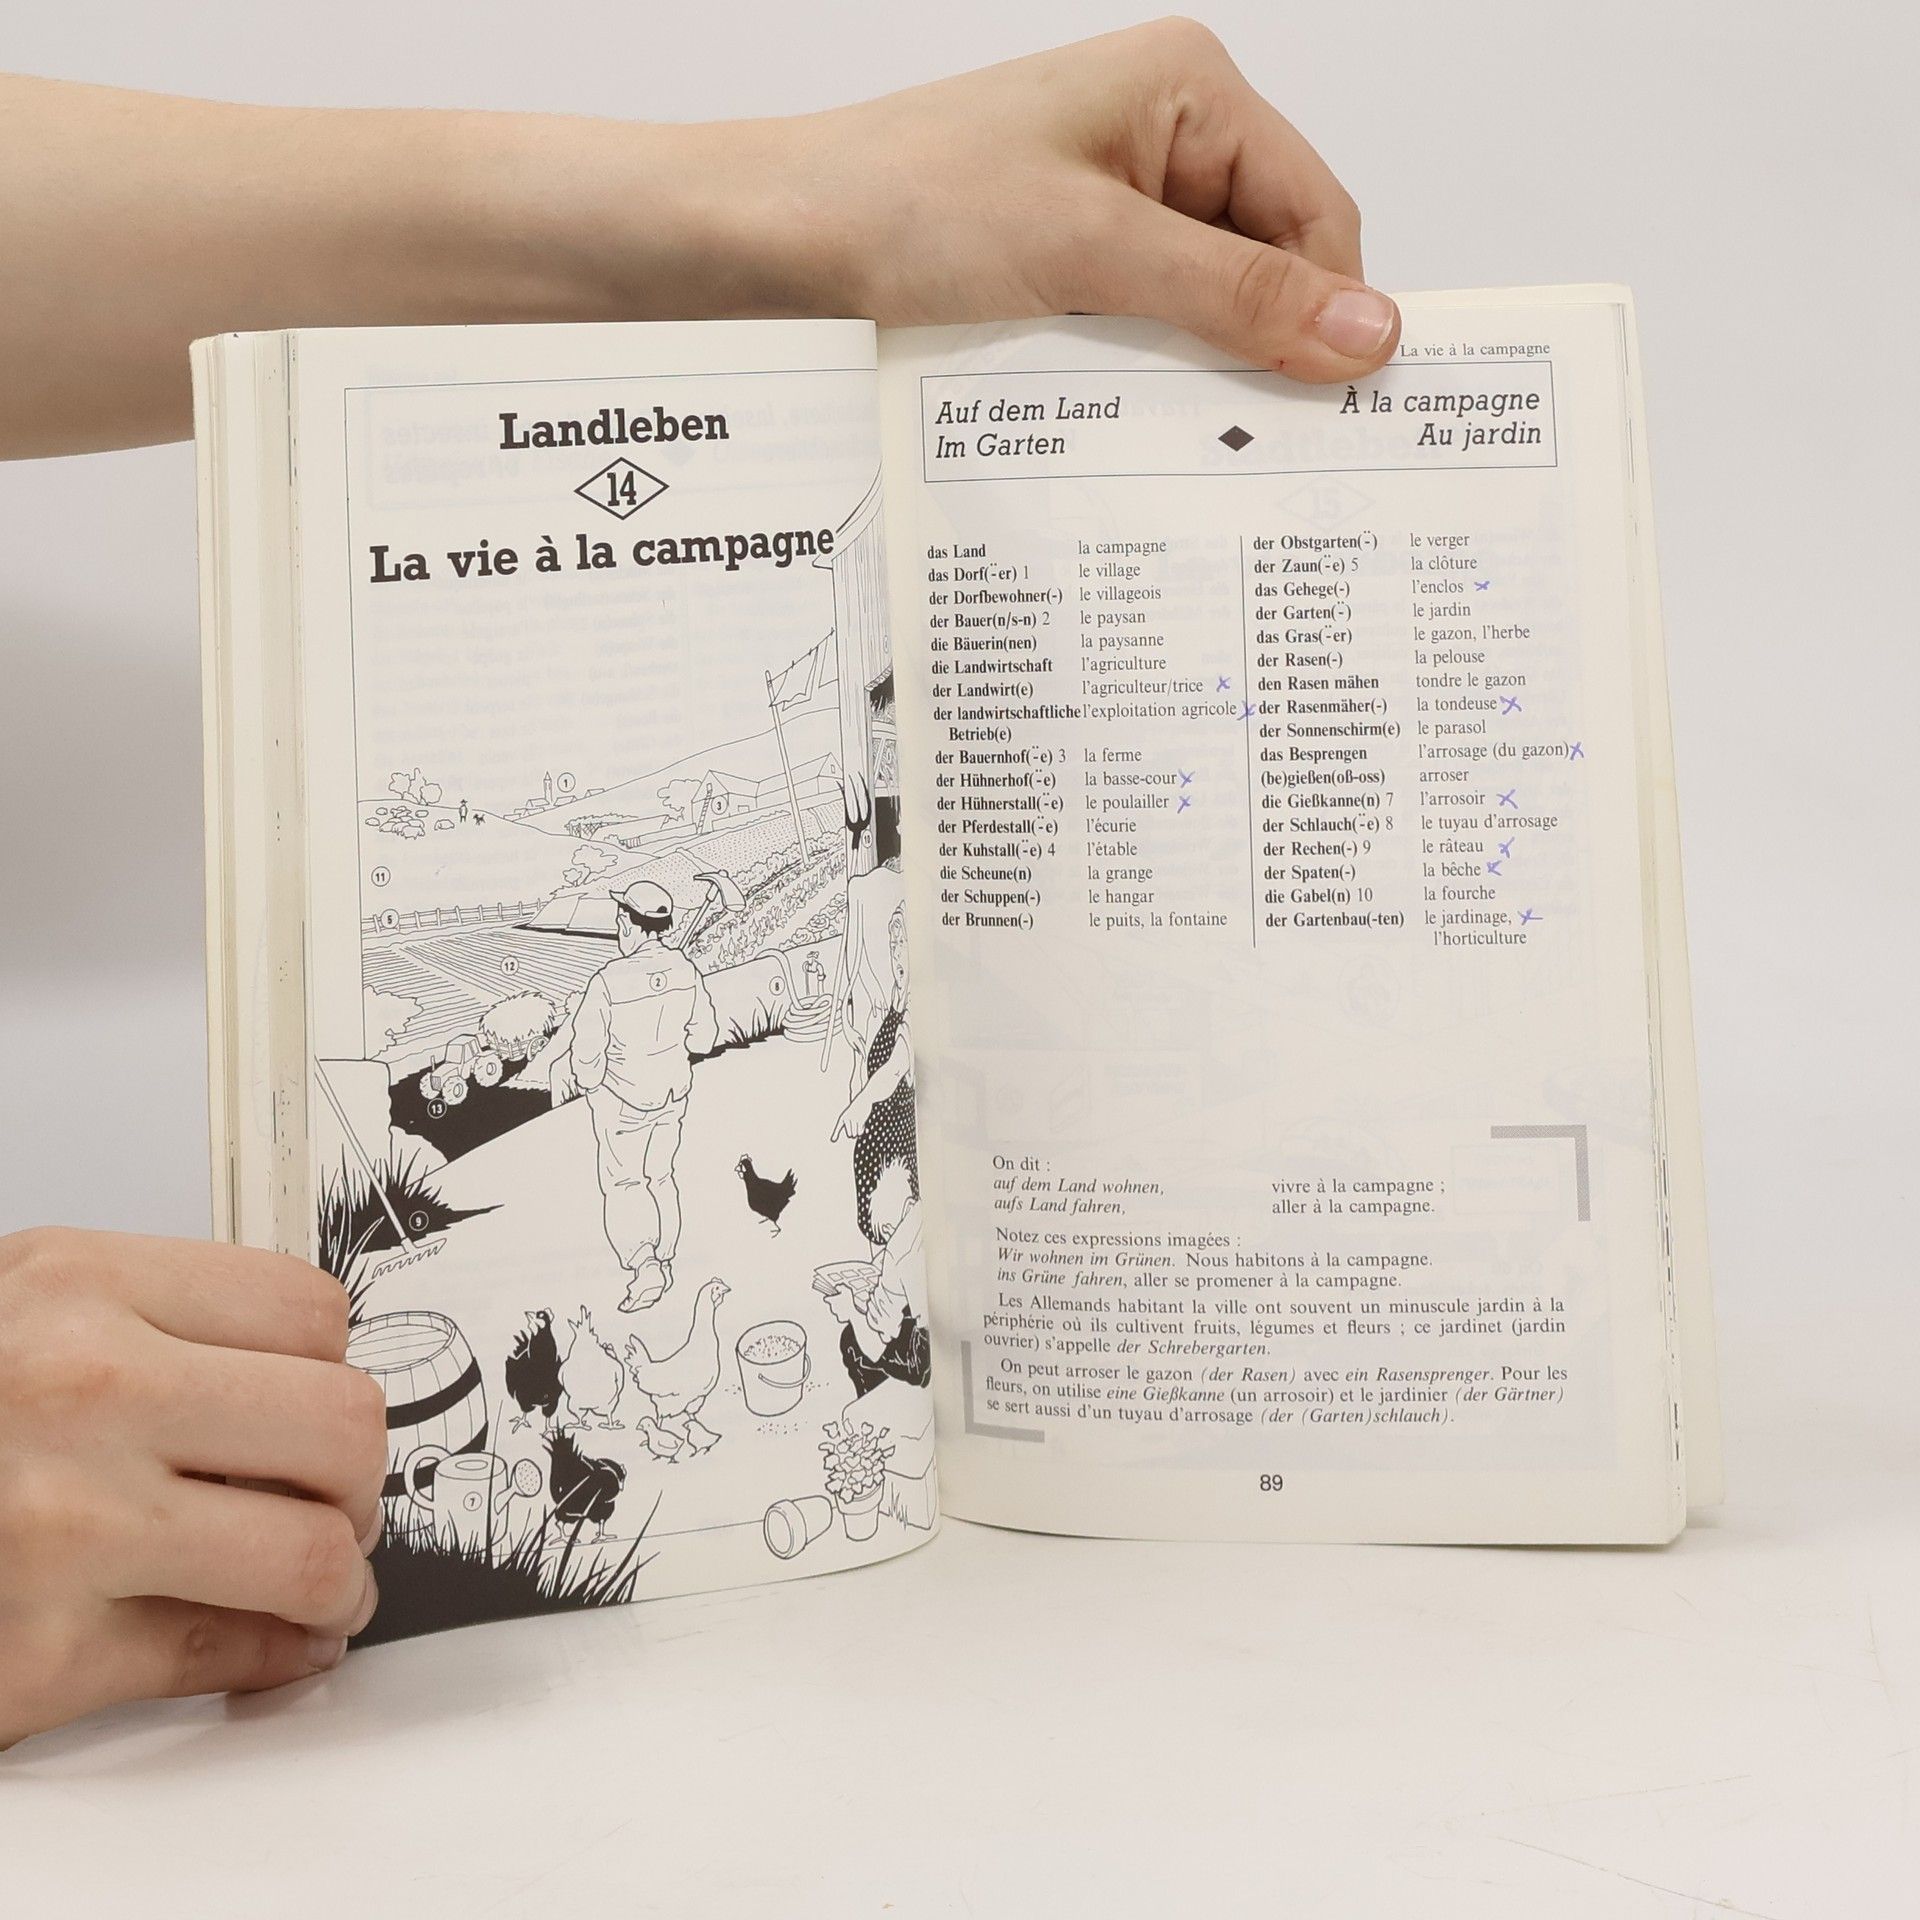 Landleben
14
La vie à la campagne
1
3
11
10
5
12
2
8
13
9
7
La vie à la campagne
Auf dem Land
Im Garten
À la campagne
Au jardin
das Land la campagne
das Dorf(¨-er) 1 le village
der Dorfbewohner(-) le villageois
der Bauer(n/s-n) 2 le paysan
die Bäuerin(nen) la paysanne
die Landwirtschaft l'agriculture
der Landwirt(e) l'agriculteur/trice x
der landwirtschaftliche l'exploitation agricole x
Betrieb(e)
der Bauernhof(¨-e) 3 la ferme
der Hühnerhof(¨-e) la basse-cour x
der Hühnerstall(¨-e) le poulailler x
der Pferdestall(¨-e) l'écurie
der Kuhstall(¨-e) 4 l'étable
die Scheune(n) la grange
der Schuppen(-) le hangar
der Brunnen(-) le puits, la fontaine
der Obstgarten(¨-) le verger
der Zaun(¨-e) 5 la clôture
das Gehege(-) l'enclos x
der Garten(¨-) le jardin
das Gras(¨-er) le gazon, l'herbe
der Rasen(-) la pelouse
den Rasen mähen tondre le gazon
der Rasenmäher(-) la tondeuse x
der Sonnenschirm(e) le parasol
das Besprengen l'arrosage (du gazon) x
(be)gießen(oß-oss) arroser
die Gießkanne(n) 7 l'arrosoir x
der Schlauch(¨-e) 8 le tuyau d'arrosage
der Rechen(-) 9 le râteau x
der Spaten(-) la bêche x
die Gabel(n) 10 la fourche
der Gartenbau(-ten) le jardinage, x
l'horticulture
On dit :
auf dem Land wohnen, vivre à la campagne ;
aufs Land fahren, aller à la campagne.
Notez ces expressions imagées :
Wir wohnen im Grünen. Nous habitons à la campagne.
ins Grüne fahren, aller se promener à la campagne.
Les Allemands habitant la ville ont souvent un minuscule jardin à la
périphérie où ils cultivent fruits, légumes et fleurs ; ce jardinet (jardin
ouvrier) s'appelle der Schrebergarten.
On peut arroser le gazon (der Rasen) avec ein Rasensprenger. Pour les
fleurs, on utilise eine Gießkanne (un arrosoir) et le jardinier (der Gärtner)
se sert aussi d'un tuyau d'arrosage (der (Garten)schlauch).
89